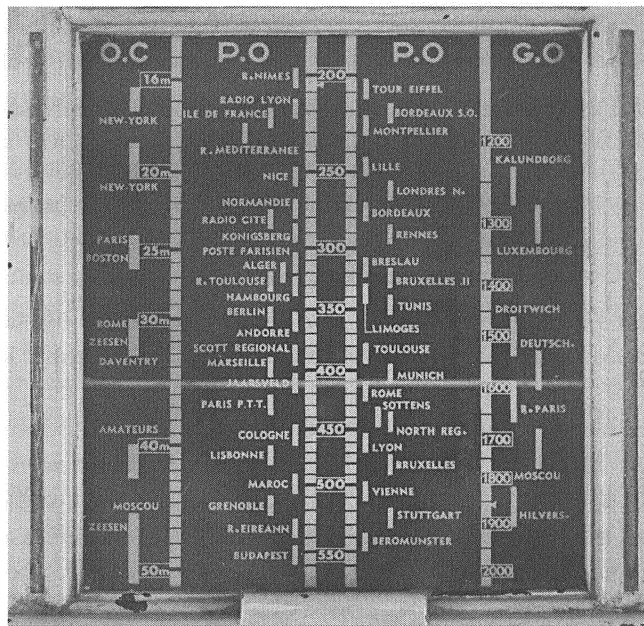 O.C P.O P.O G.O
16m
NEW-YORK
20m
NEW-YORK
PARIS
BOSTON
25m
ROME
30m
ZEESEN
DAVENTRY
AMATEURS
40m
MOSCOU
ZEESEN
50m
R.NIMES
RADIO LYON
ILE DE FRANCE
R.MEDITERRANEE
NICE
NORMANDIE
RADIO CITE
KONIGSBERG
POSTE PARISIEN
ALGER
R.TOULOUSE
HAMBOURG
BERLIN
ANDORRE
SCOTT REGIONAL
MARSEILLE
JAARSVELD
PARIS P.T.T.
COLOGNE
LISBONNE
MAROC
GRENOBLE
R.EIREANN
BUDAPEST
200
250
300
350
400
450
500
550
TOUR EIFFEL
BORDEAUX S.O.
MONTPELLIER
LILLE
LONDRES N.
BORDEAUX
RENNES
BRESLAU
BRUXELLES .II
TUNIS
LIMOGES
TOULOUSE
MUNICH
ROME
SOTTENS
NORTH REG.
LYON
BRUXELLES
VIENNE
STUTTGART
BEROMUNSTER
1200
KALUNDBORG
1300
LUXEMBOURG
1400
DROITWICH
1500
DEUTSCH.
1600
R.PARIS
1700
MOSCOU
1800
HILVERS.
1900
2000